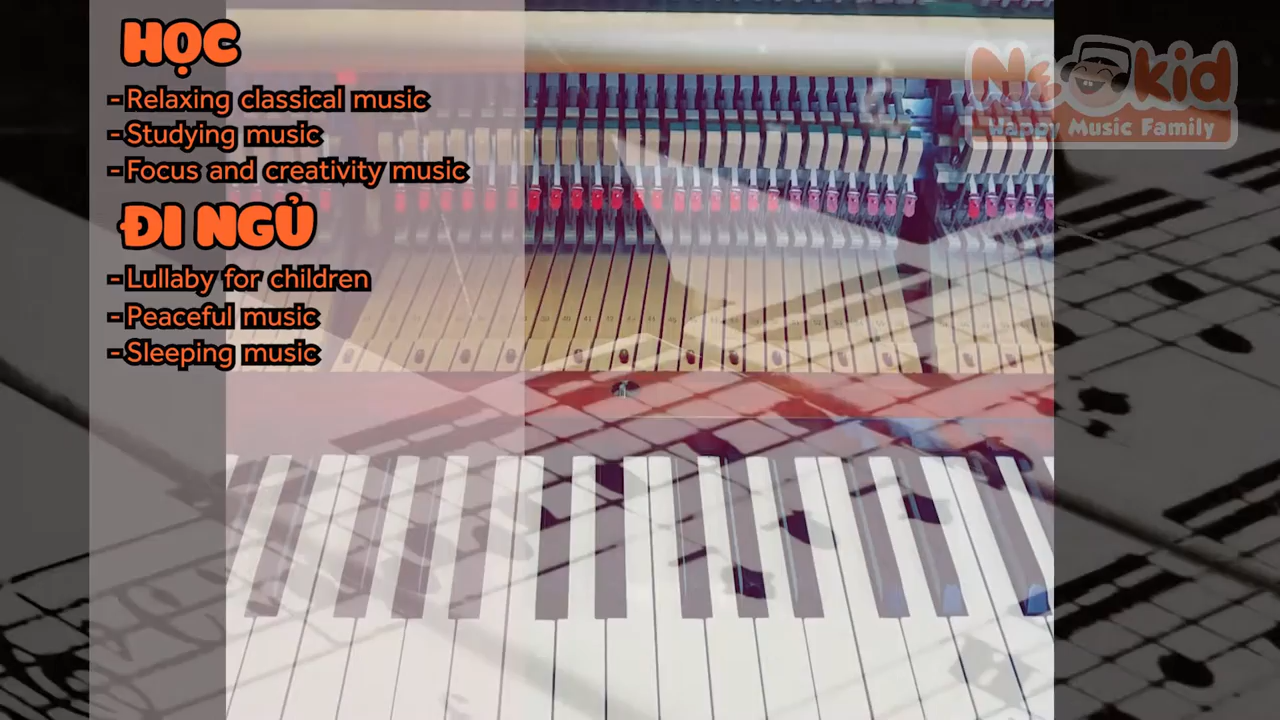 HỌC
- Relaxing classical music
- Studying music
- Focus and creativity music
ĐI NGỦ
- Lullaby for children
- Peaceful music
- Sleeping music
Neokid
Happy Music Family